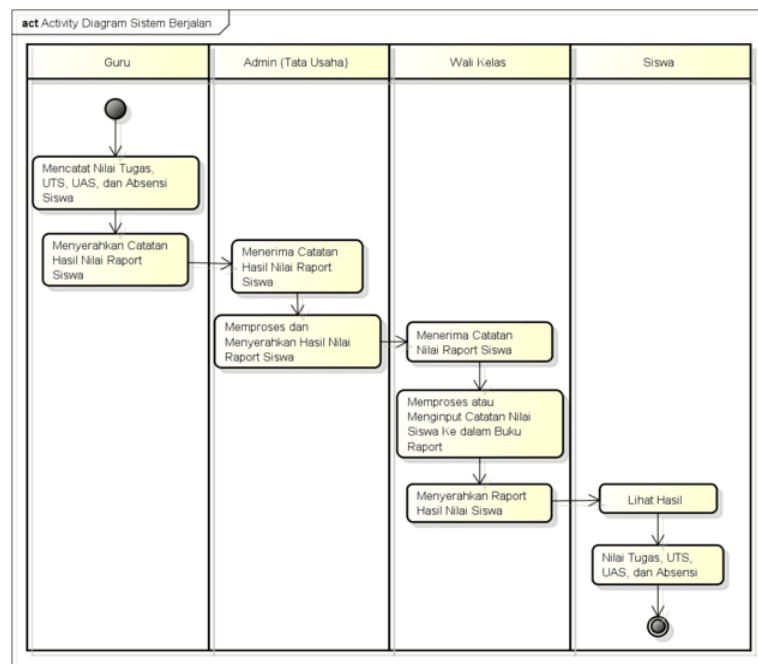 act Activity Diagram Sistem Berjalan
Guru
Admin (Tata Usaha)
Wali Kelas
Siswa
Mencatat Nilai Tugas,
UTS, UAS, dan Absensi
Siswa
Menyerahkan Catatan
Hasil Nilai Raport
Siswa
Menerima Catatan
Hasil Nilai Raport
Siswa
Memproses dan
Menyerahkan Hasil Nilai
Raport Siswa
Menerima Catatan
Nilai Raport Siswa
Memproses atau
Menginput Catatan Nilai
Siswa Ke dalam Buku
Raport
Menyerahkan Raport
Hasil Nilai Siswa
Lihat Hasil
Nilai Tugas, UTS,
UAS, dan Absensi